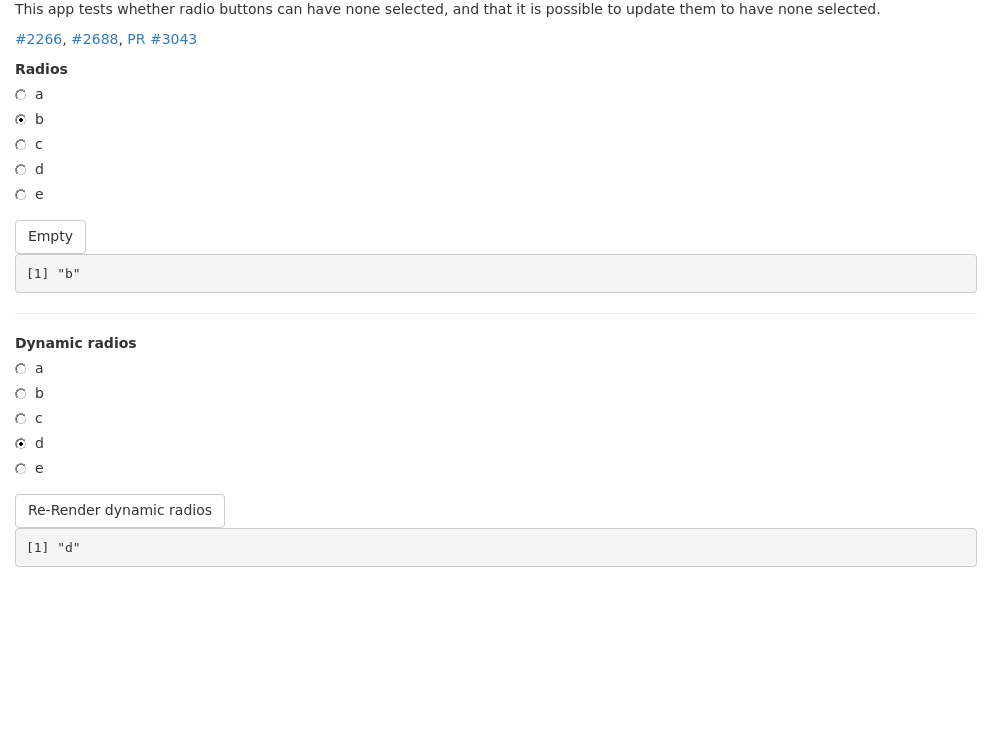 This app tests whether radio buttons can have none selected, and that it is possible to update them to have none selected.
#2266, #2688, PR #3043
Radios
a
b
c
d
e
Empty
[1] "b"
Dynamic radios
a
b
c
d
e
Re-Render dynamic radios
[1] "d"